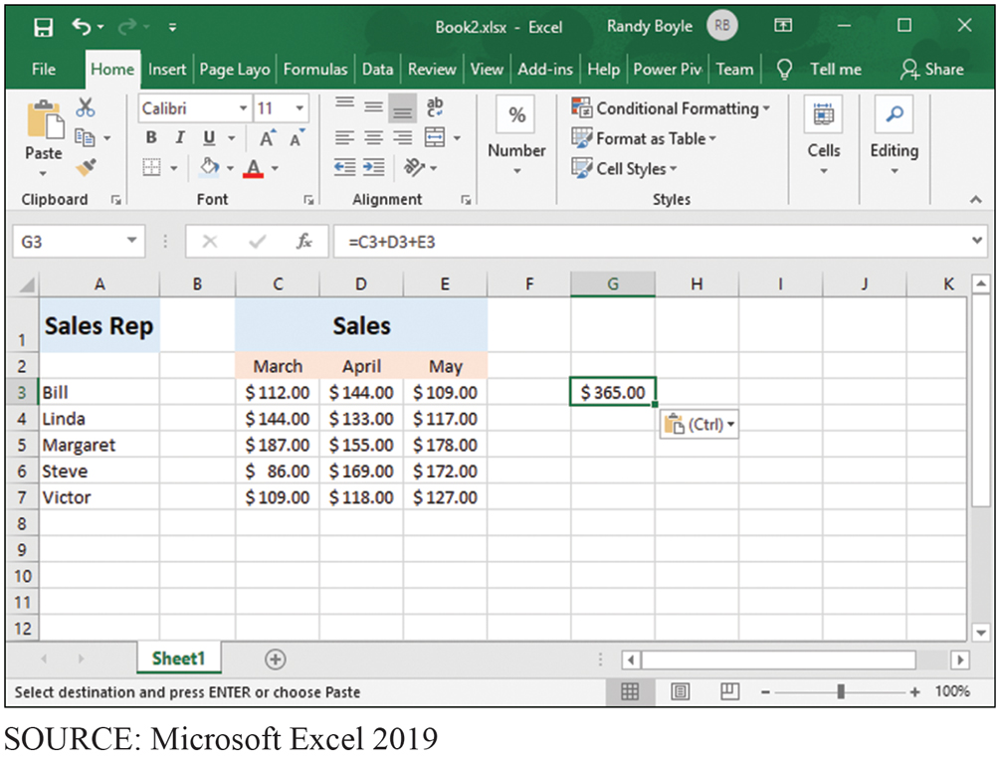 Book2.xlsx - Excel Randy Boyle RB
File Home Insert Page Layo Formulas Data Review View Add-ins Help Power Piv Team Tell me Share
Paste
Clipboard
Calibri 11
B I U A A
A
Font
ab
Alignment
%
Number
Conditional Formatting
Format as Table
Cell Styles
Styles
Cells
Editing
G3 fx =C3+D3+E3
A B C D E F G H I J K
1 Sales Rep Sales
2 March April May
3 Bill $ 112.00 $ 144.00 $ 109.00 $ 365.00
4 Linda $ 144.00 $ 133.00 $ 117.00 (Ctrl)
5 Margaret $ 187.00 $ 155.00 $ 178.00
6 Steve $ 86.00 $ 169.00 $ 172.00
7 Victor $ 109.00 $ 118.00 $ 127.00
8
9
10
11
12
Sheet1
Select destination and press ENTER or choose Paste 100%
SOURCE: Microsoft Excel 2019